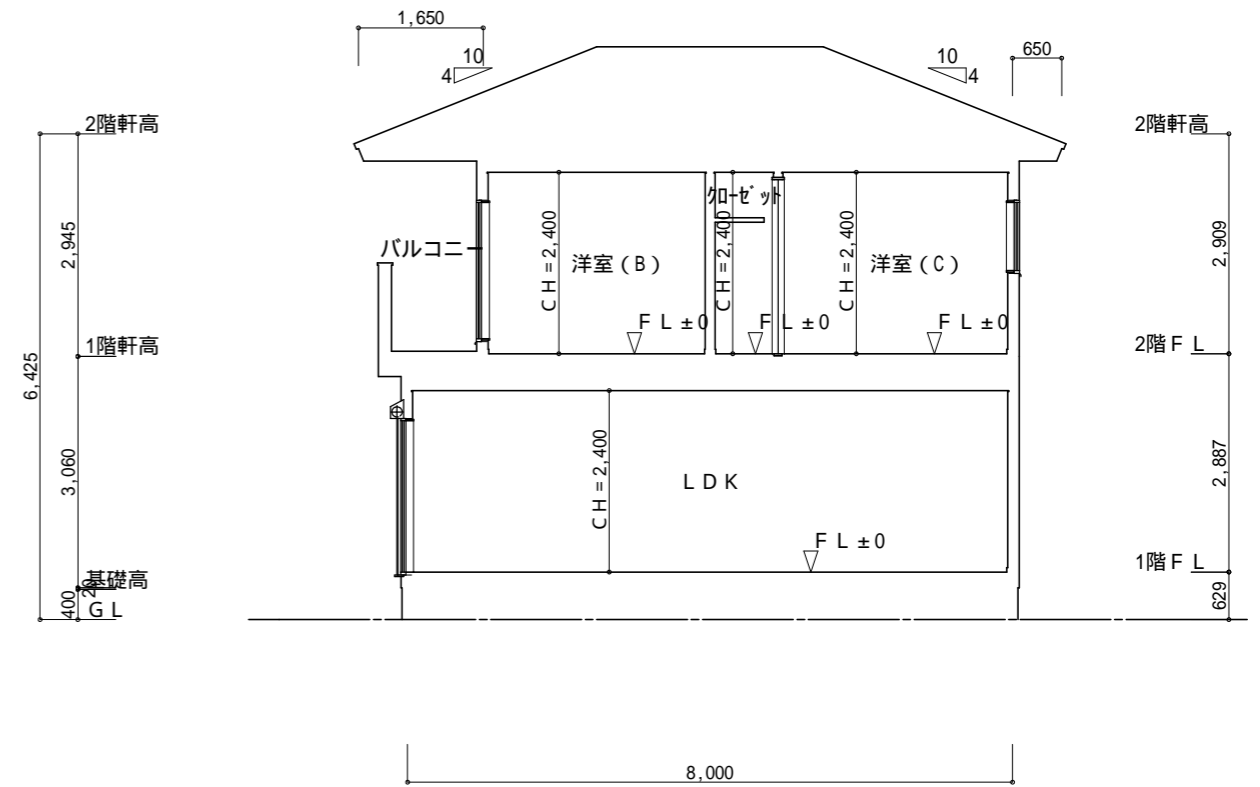 1,650
10
4
10
4
650
2階軒高
2階軒高
クローゼット
バルコニー
洋室(B)
洋室(C)
CH=2,400
CH=2,400
CH=2,400
2,945
2,909
6,425
FL±0
FL±0
FL±0
1階軒高
2階FL
CH=2,400
LDK
3,060
2,887
FL±0
1階FL
基礎高
20
400
GL
629
8,000